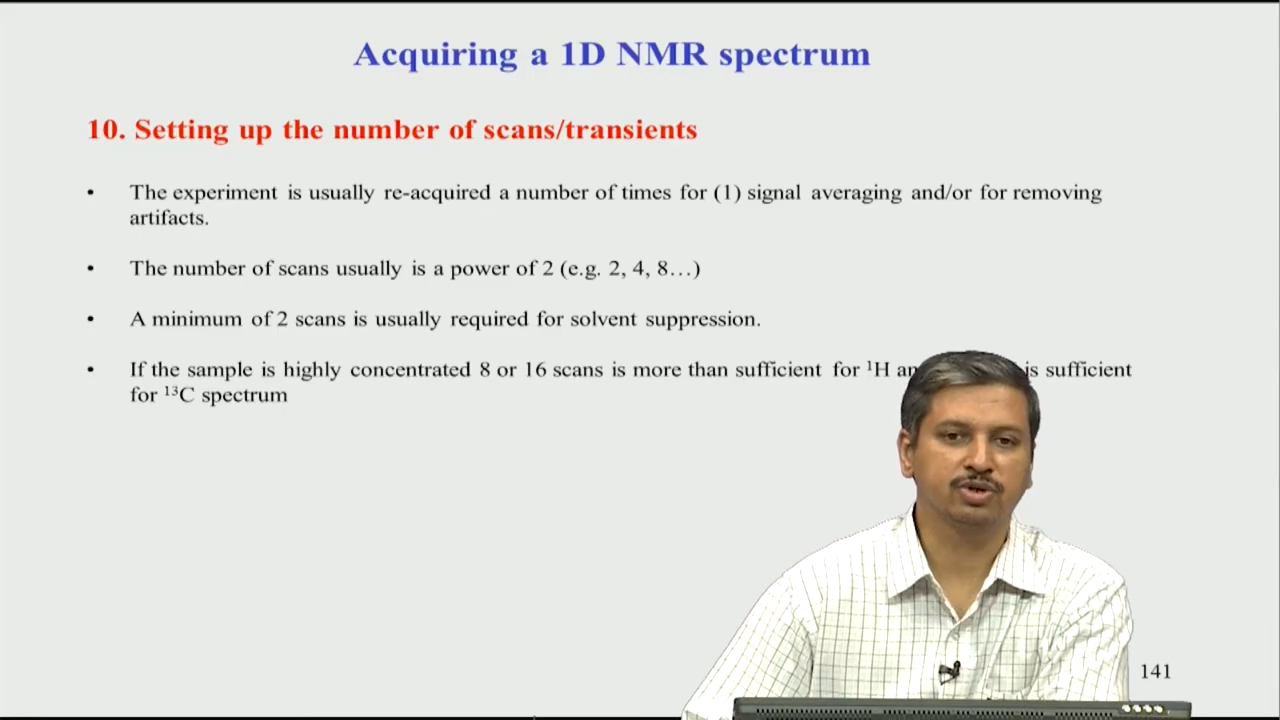 Acquiring a 1D NMR spectrum
10. Setting up the number of scans/transients
• The experiment is usually re-acquired a number of times for (1) signal averaging and/or for removing
artifacts.
• The number of scans usually is a power of 2 (e.g. 2, 4, 8…)
• A minimum of 2 scans is usually required for solvent suppression.
• If the sample is highly concentrated 8 or 16 scans is more than sufficient for ¹H is sufficient
for ¹³C spectrum
141